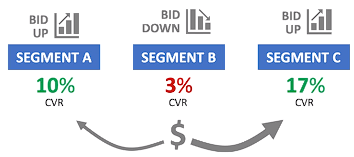 BID
UP
SEGMENT A
10%
CVR
BID
DOWN
SEGMENT B
3%
CVR
BID
UP
SEGMENT C
17%
CVR
$